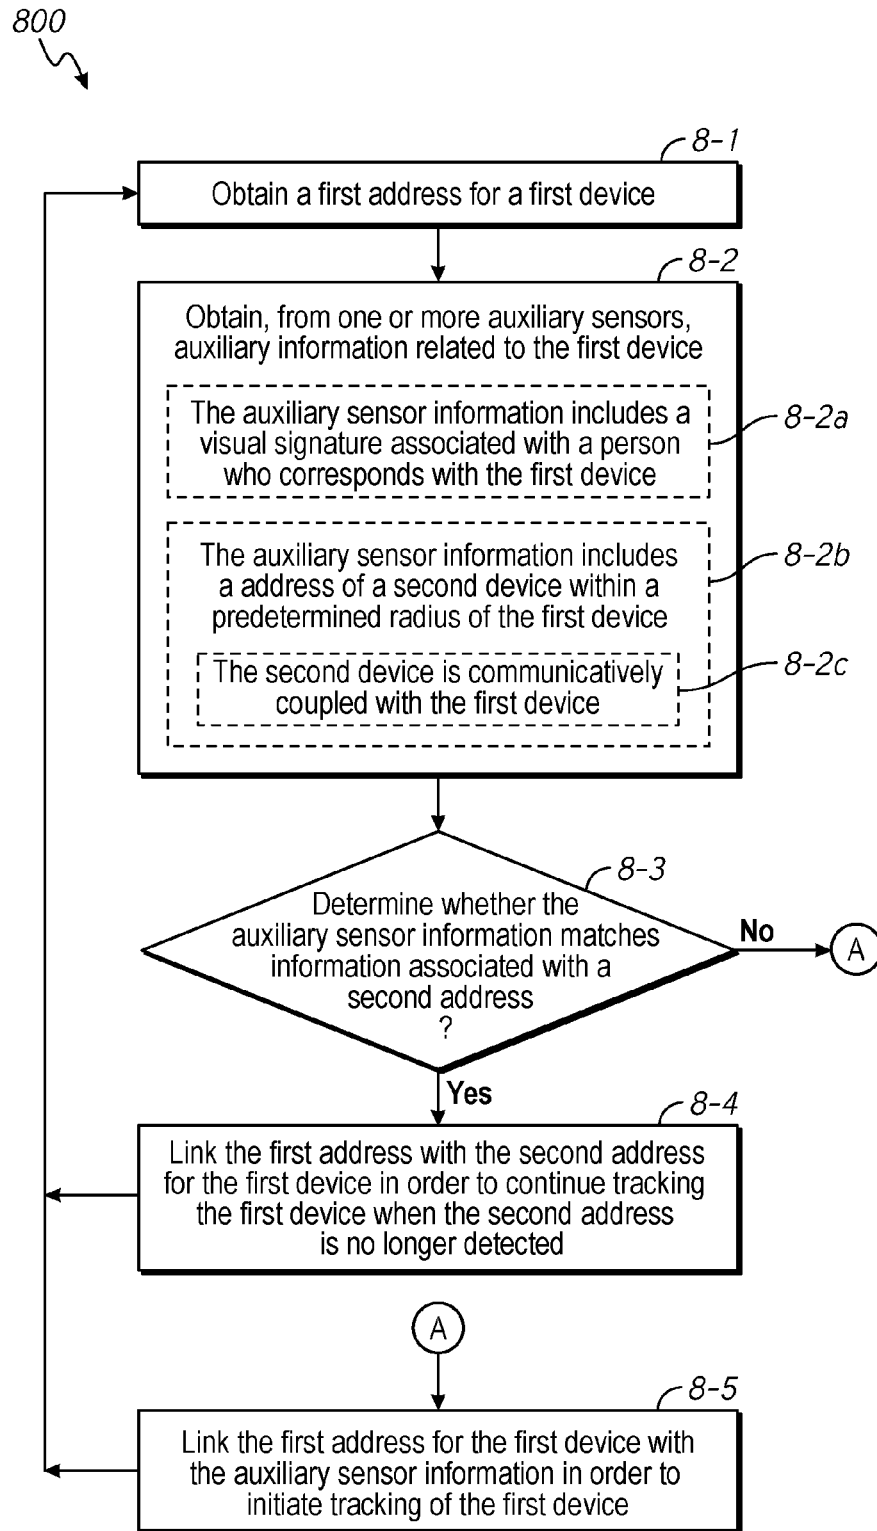 800
8-1
Obtain a first address for a first device
8-2
Obtain, from one or more auxiliary sensors,
auxiliary information related to the first device
The auxiliary sensor information includes a
visual signature associated with a person
who corresponds with the first device
8-2a
The auxiliary sensor information includes
a address of a second device within a
predetermined radius of the first device
8-2b
The second device is communicatively
coupled with the first device
8-2c
8-3
Determine whether the
auxiliary sensor information matches
information associated with a
second address
?
No
A
Yes
8-4
Link the first address with the second address
for the first device in order to continue tracking
the first device when the second address
is no longer detected
A
8-5
Link the first address for the first device with
the auxiliary sensor information in order to
initiate tracking of the first device